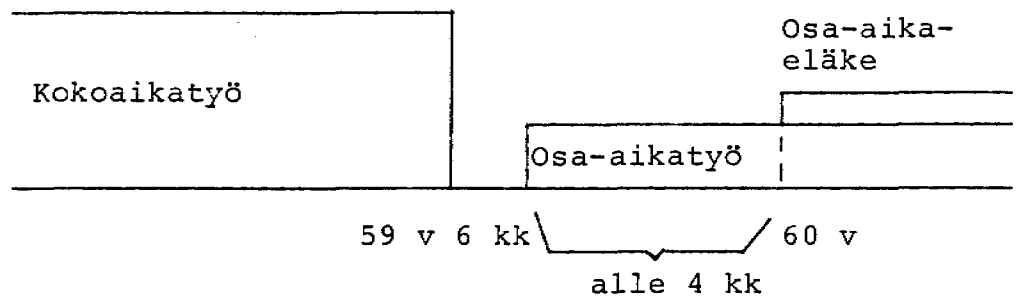 Osa-aika-
eläke
Kokoaikatyö
Osa-aikatyö
59 v 6 kk
60 v
alle 4 kk